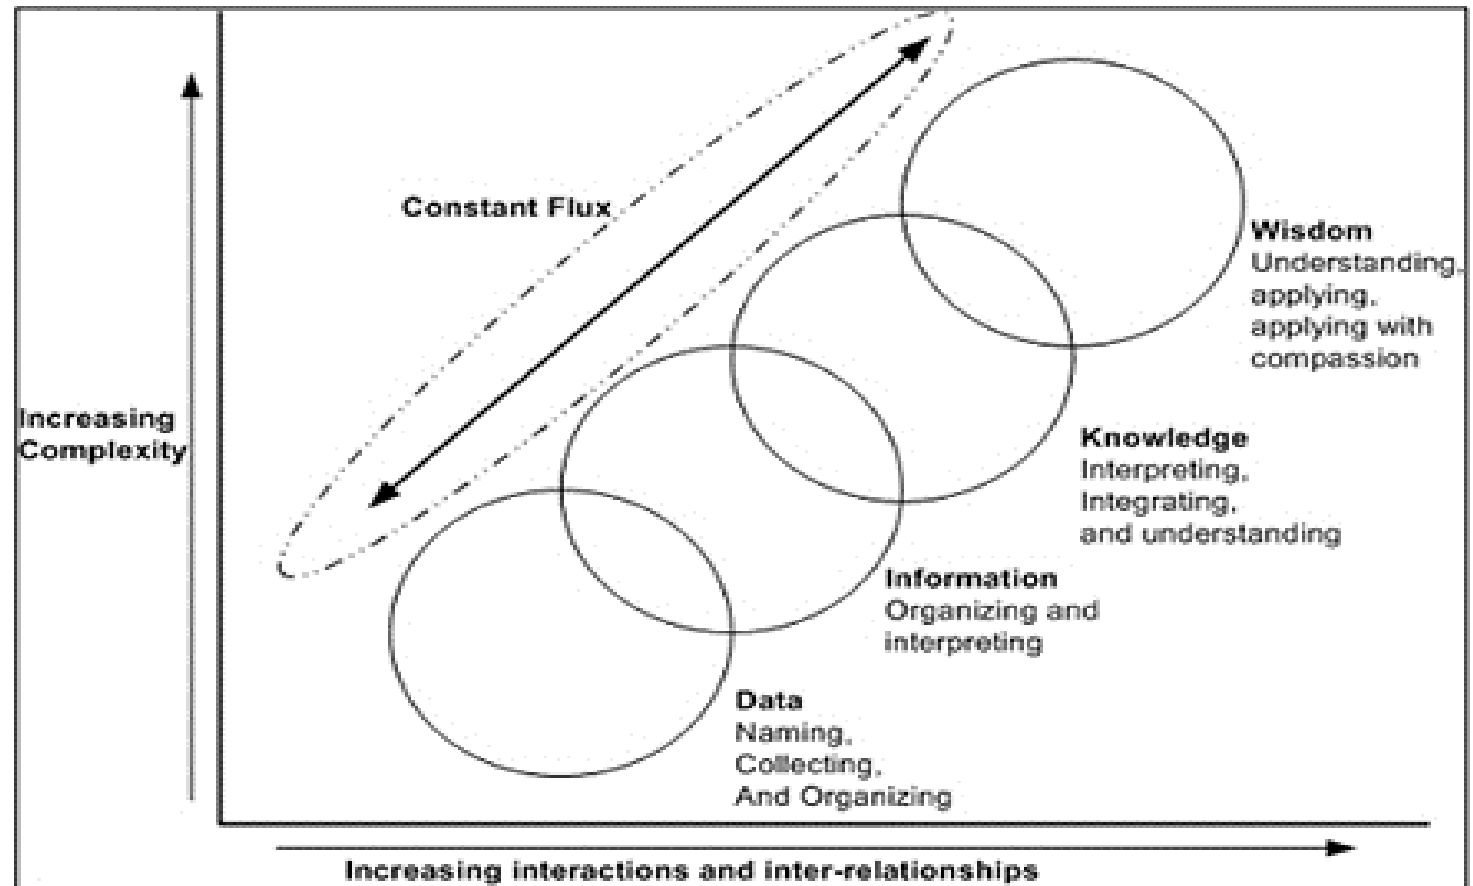 Constant Flux
Wisdom
Understanding,
applying,
applying with
compassion
Increasing
Complexity
Knowledge
Interpreting,
Integrating,
and understanding
Information
Organizing and
interpreting
Data
Naming,
Collecting,
And Organizing
Increasing interactions and inter-relationships